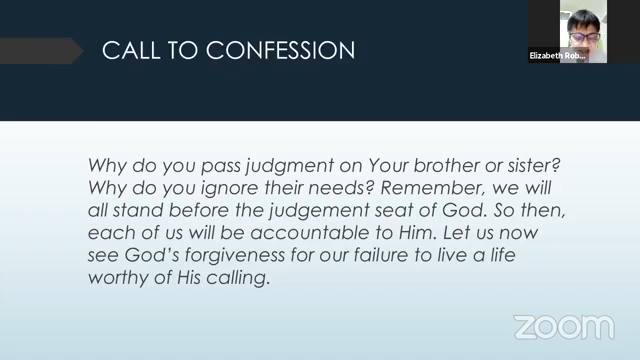 CALL TO CONFESSION
Elizabeth Rob...
Why do you pass judgment on Your brother or sister?
Why do you ignore their needs? Remember, we will
all stand before the judgement seat of God. So then,
each of us will be accountable to Him. Let us now
see God's forgiveness for our failure to live a life
worthy of His calling.
zoom